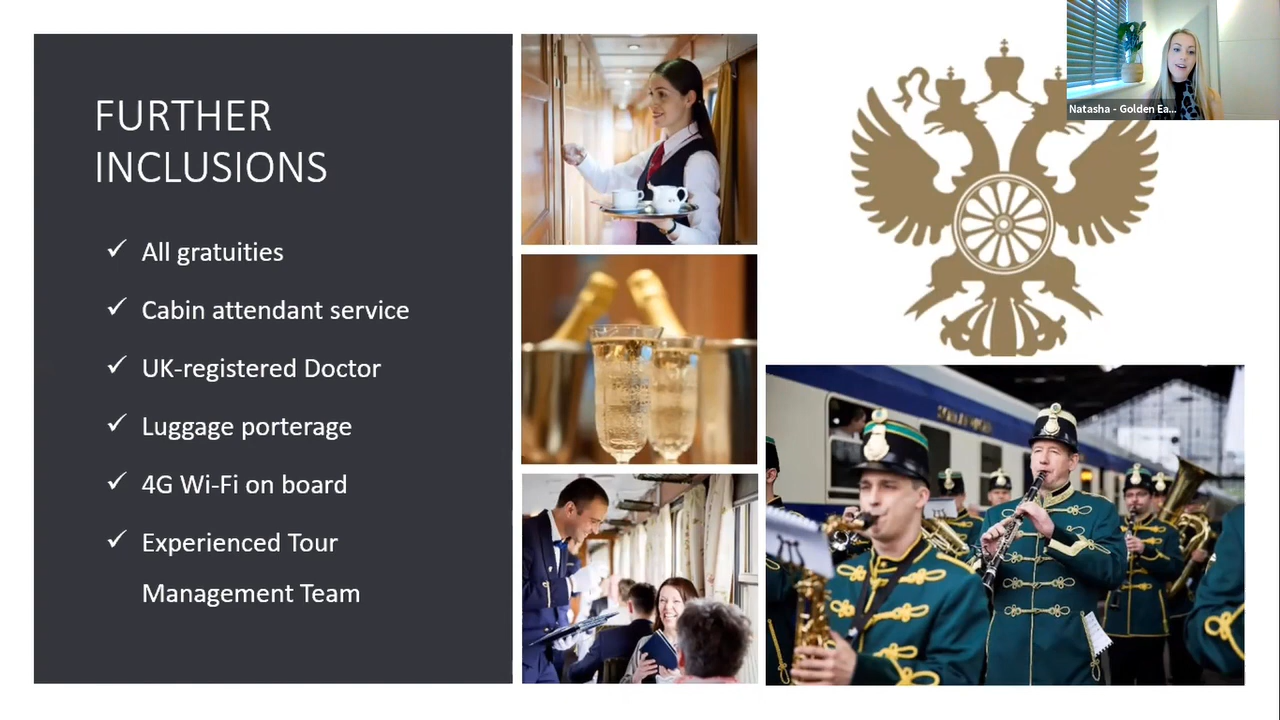 FURTHER
INCLUSIONS
✓ All gratuities
✓ Cabin attendant service
✓ UK-registered Doctor
✓ Luggage porterage
✓ 4G Wi-Fi on board
✓ Experienced Tour
Management Team
Natasha - Golden Ea...